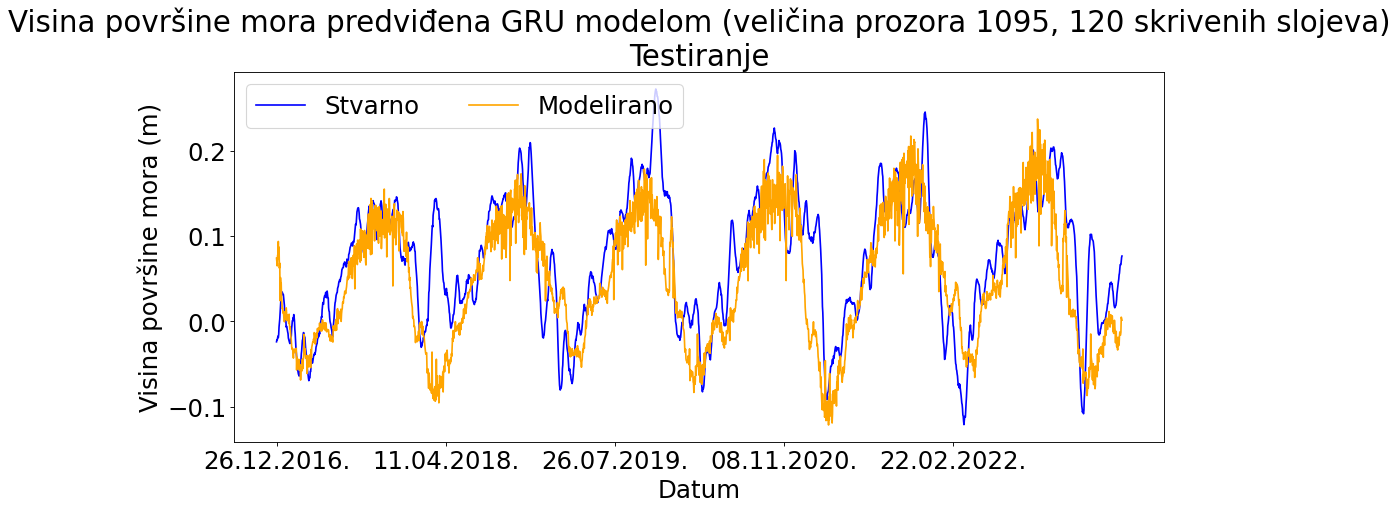 Visina površine mora predviđena GRU modelom (veličina prozora 1095, 120 skrivenih slojeva)
Testiranje
Stvarno Modelirano
Visina površine mora (m)
0.2
0.1
0.0
−0.1
26.12.2016. 11.04.2018. 26.07.2019. 08.11.2020. 22.02.2022.
Datum